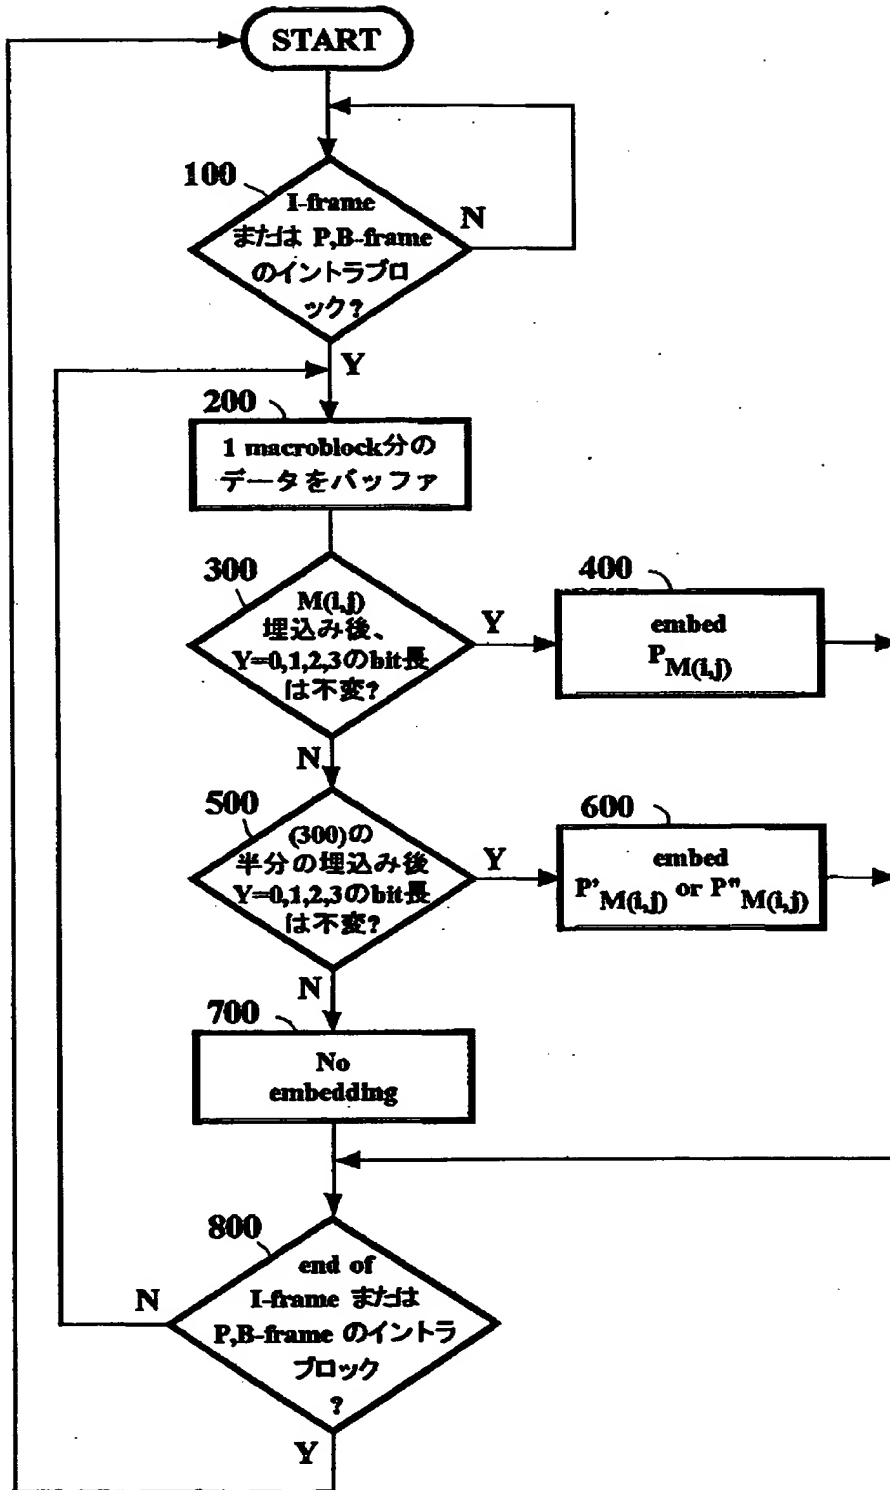 START
100
I-frame
または P,B-frame
のイントラブロ
ック?
N
Y
200
1 macroblock分の
データをバッファ
300
M(i,j)
埋込み後、
Y=0,1,2,3のbit長
は不変?
Y
400
embed
P M(i,j)
N
500
(300)の
半分の埋込み後
Y=0,1,2,3のbit長
は不変?
Y
600
embed
P' M(i,j) or P" M(i,j)
N
700
No
embedding
800
end of
I-frame または
P,B-frame のイントラ
ブロック
?
N
Y